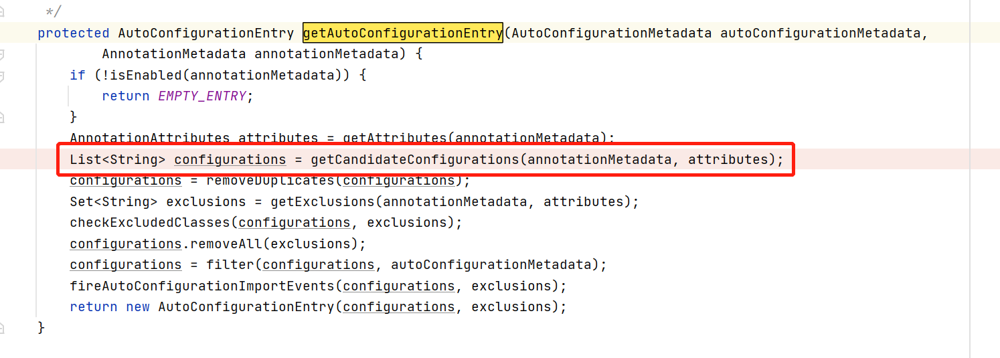 */
protected AutoConfigurationEntry getAutoConfigurationEntry(AutoConfigurationMetadata autoConfigurationMetadata,
AnnotationMetadata annotationMetadata) {
if (!isEnabled(annotationMetadata)) {
return EMPTY_ENTRY;
}
AnnotationAttributes attributes = getAttributes(annotationMetadata);
List<String> configurations = getCandidateConfigurations(annotationMetadata, attributes);
configurations = removeDuplicates(configurations);
Set<String> exclusions = getExclusions(annotationMetadata, attributes);
checkExcludedClasses(configurations, exclusions);
configurations.removeAll(exclusions);
configurations = filter(configurations, autoConfigurationMetadata);
fireAutoConfigurationImportEvents(configurations, exclusions);
return new AutoConfigurationEntry(configurations, exclusions);
}